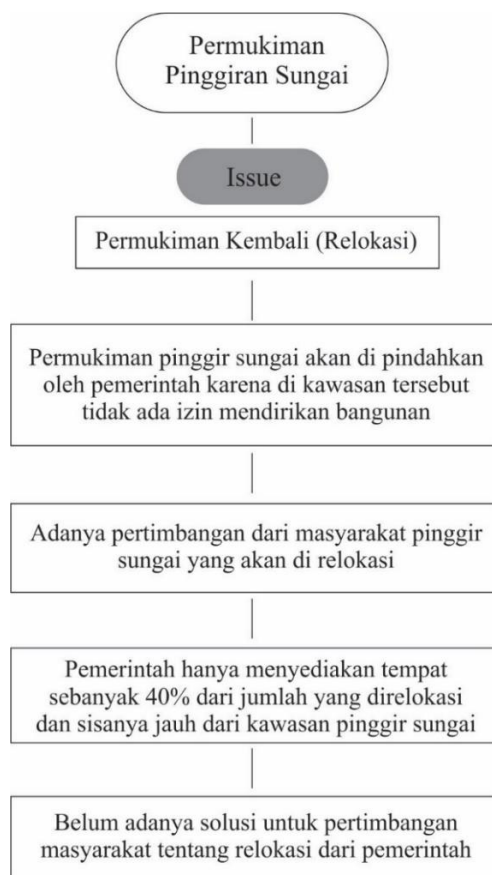 Permukiman
Pinggiran Sungai
Issue
Permukiman Kembali (Relokasi)
Permukiman pinggir sungai akan di pindahkan
oleh pemerintah karena di kawasan tersebut
tidak ada izin mendirikan bangunan
Adanya pertimbangan dari masyarakat pinggir
sungai yang akan di relokasi
Pemerintah hanya menyediakan tempat
sebanyak 40% dari jumlah yang direlokasi
dan sisanya jauh dari kawasan pinggir sungai
Belum adanya solusi untuk pertimbangan
masyarakat tentang relokasi dari pemerintah